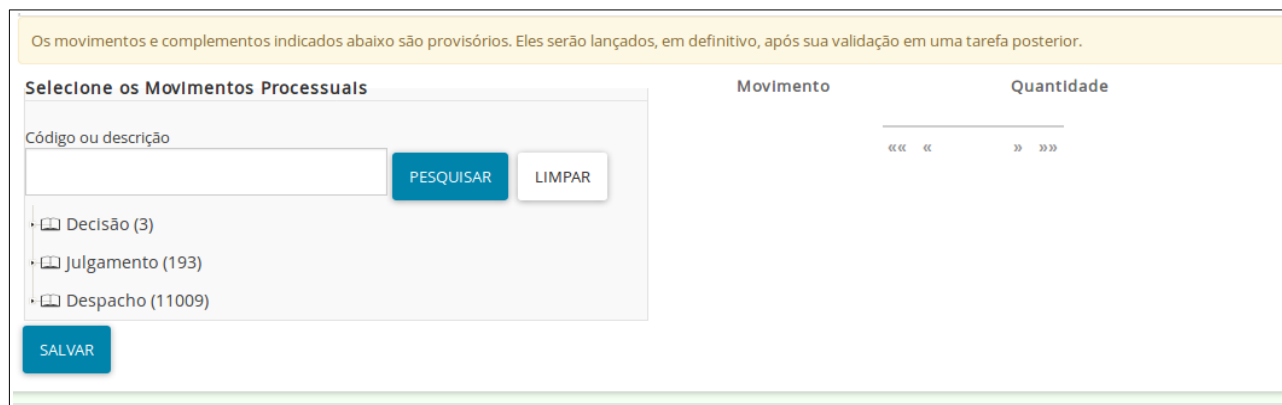 Os movimentos e complementos indicados abaixo são provisórios. Eles serão lançados, em definitivo, após sua validação em uma tarefa posterior.
Selecione os Movimentos Processuais
Movimento Quantidade
Código ou descrição
«« « » »»
PESQUISAR LIMPAR
Decisão (3)
Julgamento (193)
Despacho (11009)
SALVAR